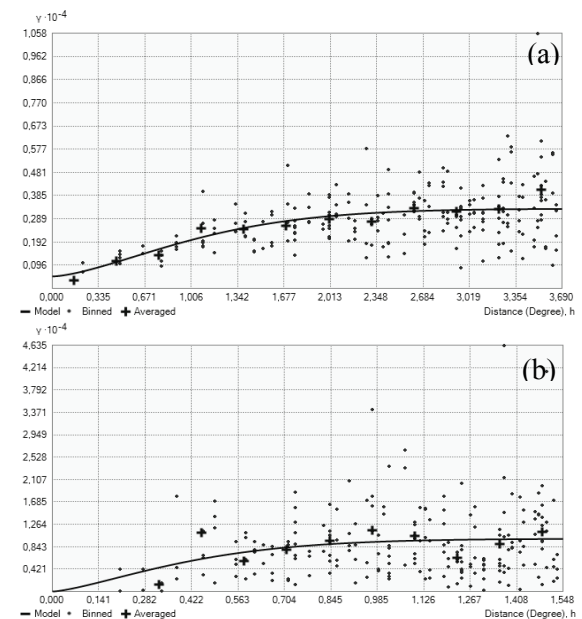 γ ·10⁻⁴
1,058
(a)
0,962
0,866
0,770
0,673
0,577
0,481
0,385
0,289
0,192
0,096
0,000 0,335 0,671 1,006 1,342 1,677 2,013 2,348 2,684 3,019 3,354 3,690
Model Binned Averaged Distance (Degree), h
γ ·10⁻⁴
4,635
(b)
4,214
3,792
3,371
2,949
2,528
2,107
1,685
1,264
0,843
0,421
0,000 0,141 0,282 0,422 0,563 0,704 0,845 0,985 1,126 1,267 1,408 1,548
Model Binned Averaged Distance (Degree), h